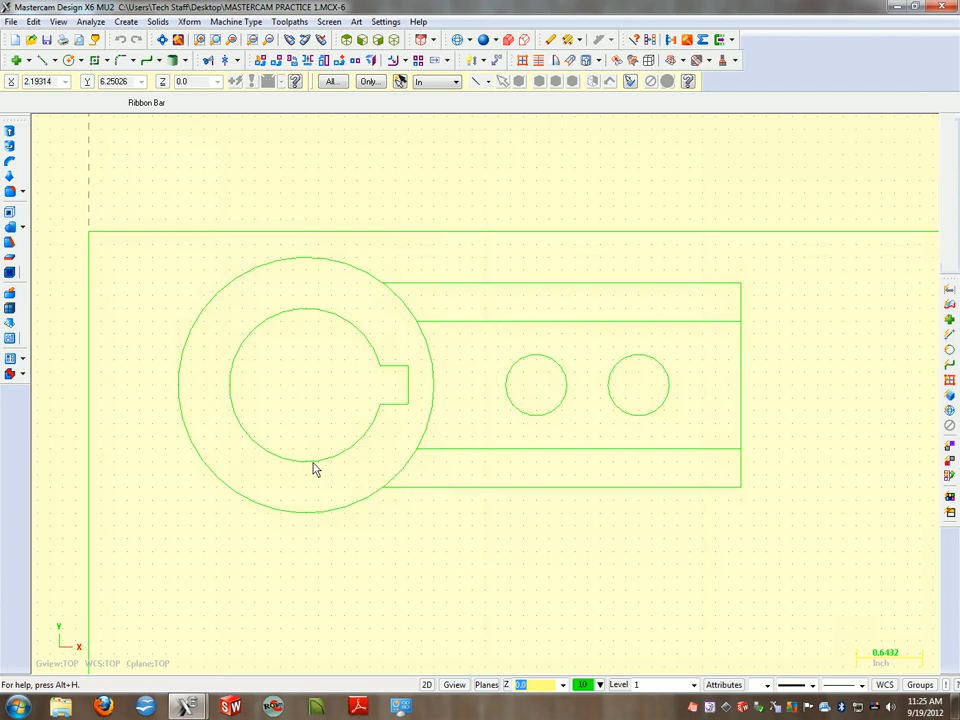 Mastercam Design X6 MU2 C:\Users\Tech Staff\Desktop\MASTERCAM PRACTICE 1.MCX-6
File Edit View Analyze Create Solids Xform Machine Type Toolpaths Screen Art Settings Help
X 2.19314 Y 6.25026 Z 0.0 All... Only... In
Ribbon Bar
Y
X
Gview:TOP WCS:TOP Cplane:TOP
0.6432
Inch
For help, press Alt+H. 2D Gview Planes Z 0.0 10 Level 1 Attributes WCS Groups
11:25 AM
9/19/2012